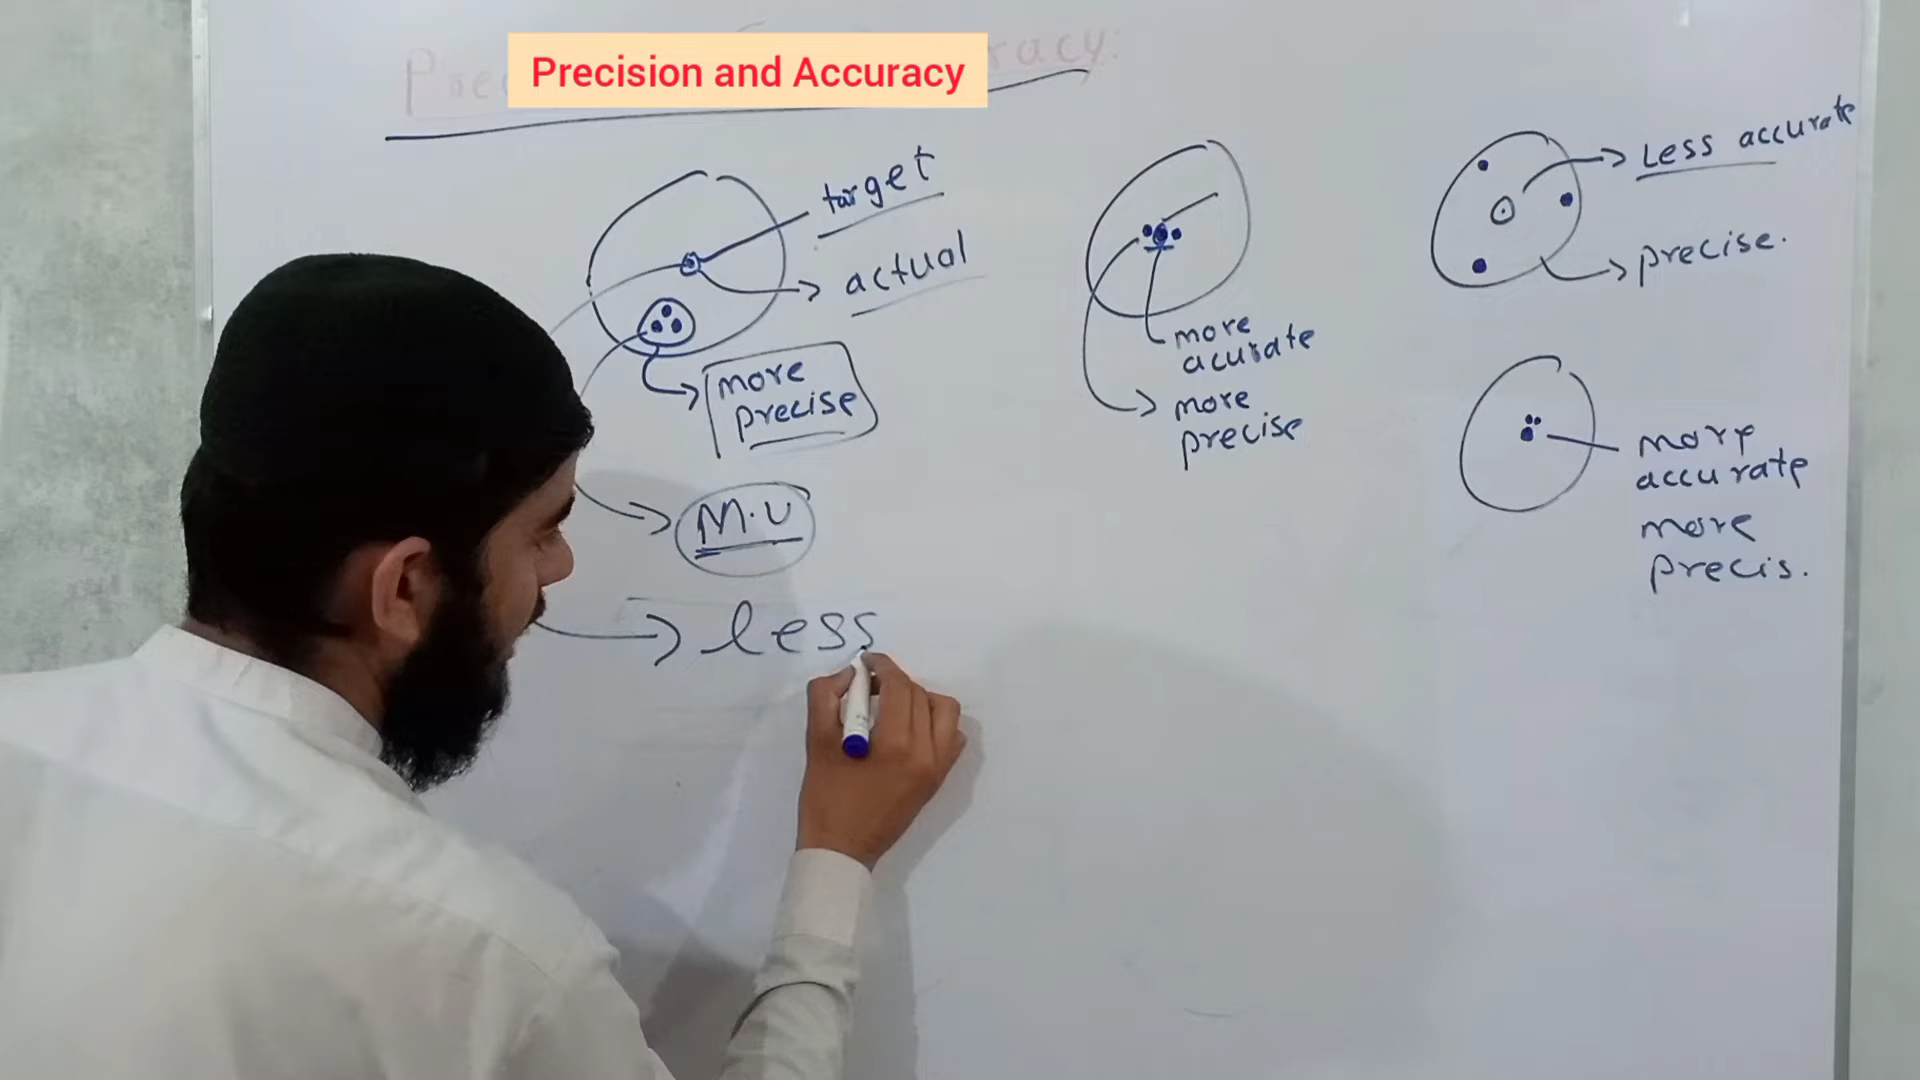 Precision and Accuracy
target
actual
more
precise
M.U
less
more
acurate
more
precise
Less accurate
precise.
more
accurate
more
precis.